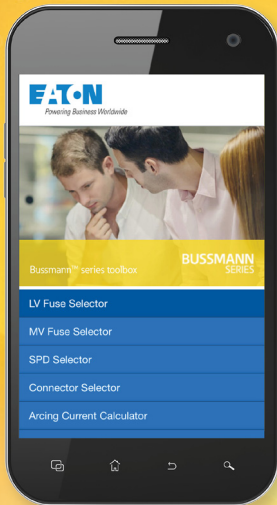 EATON
Powering Business Worldwide
BUSSMANN
SERIES
Bussmann™ series toolbox
LV Fuse Selector
MV Fuse Selector
SPD Selector
Connector Selector
Arcing Current Calculator